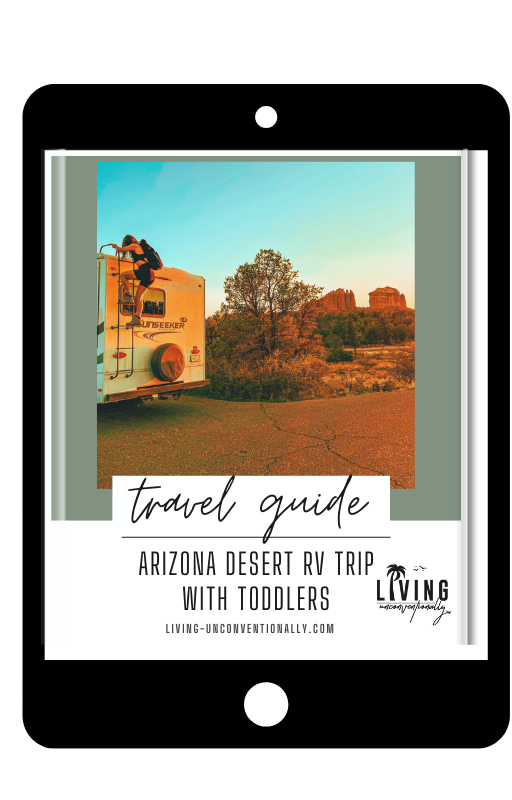 SUNSEEKER
travel guide
ARIZONA DESERT RV TRIP
WITH TODDLERS
LIVING-UNCONVENTIONALLY.COM
LIVING
unconventionally